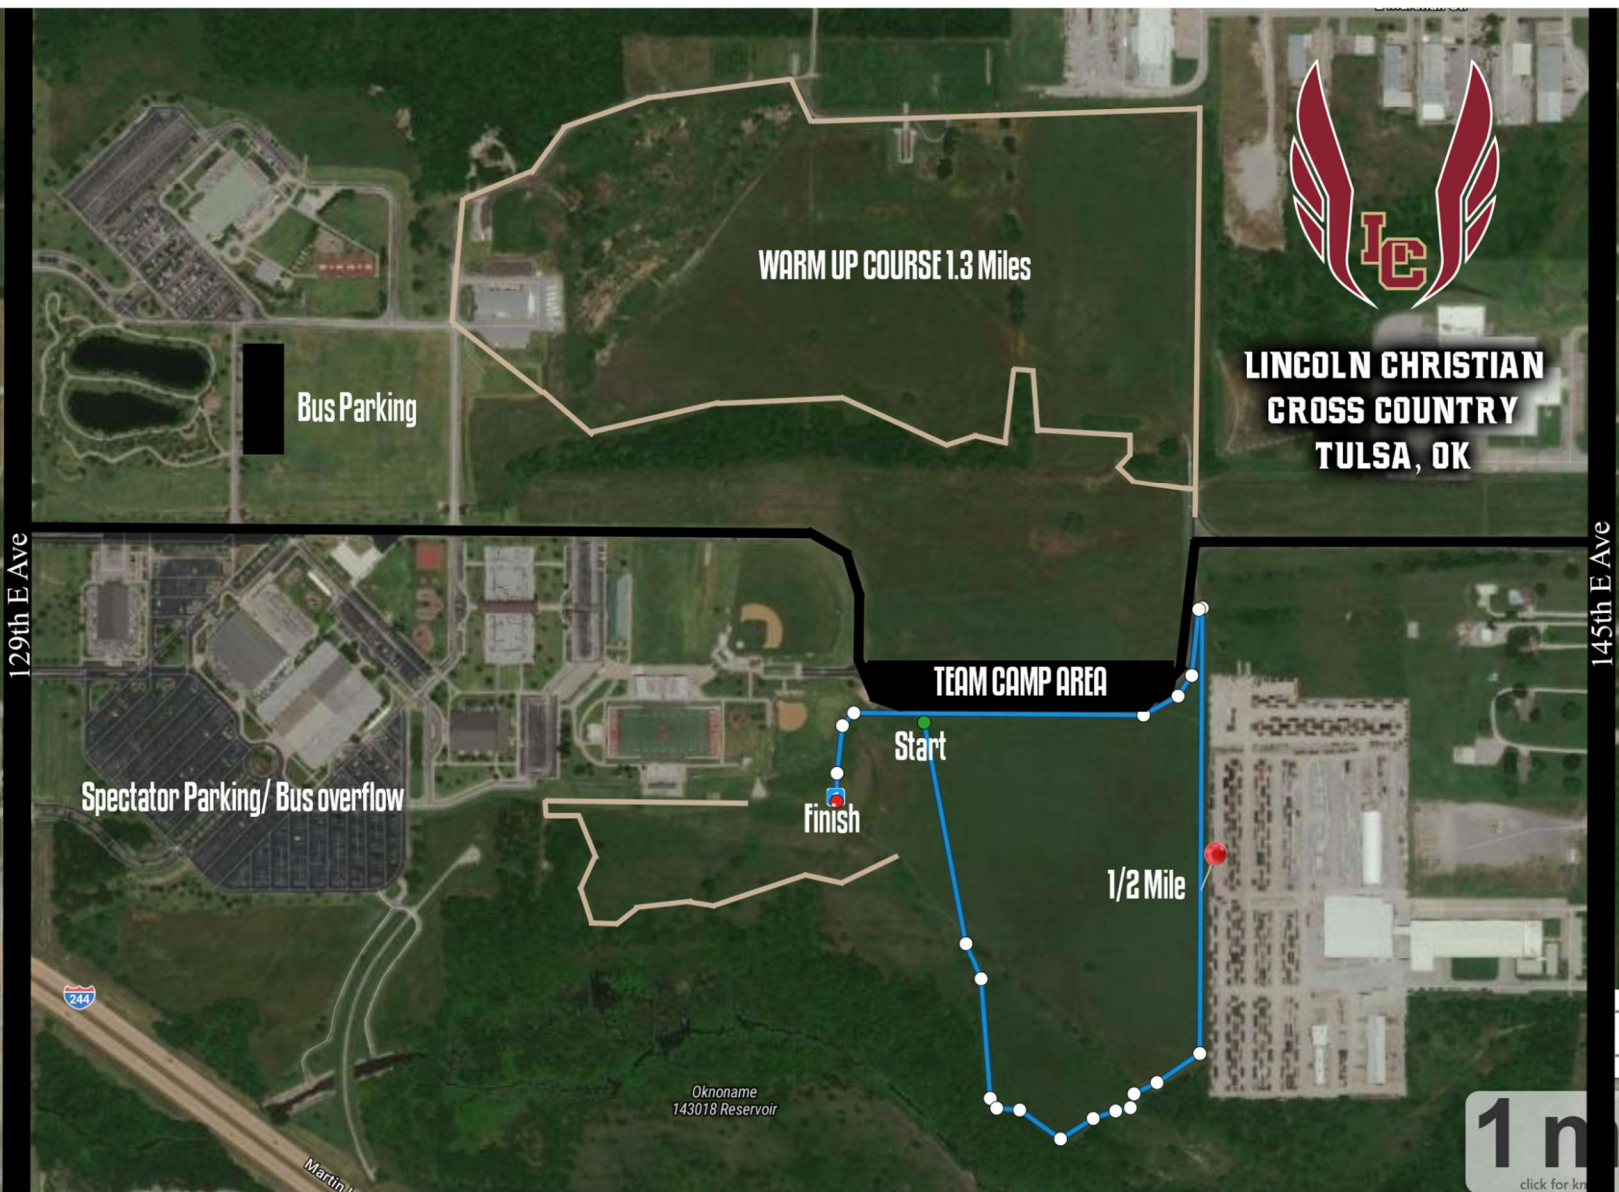 WARM UP COURSE 1.3 Miles
LC
LINCOLN CHRISTIAN
CROSS COUNTRY
TULSA, OK
Bus Parking
129th E Ave
145th E Ave
TEAM CAMP AREA
Start
Spectator Parking/ Bus overflow
Finish
1/2 Mile
244
Oknoname
143018 Reservoir
1 m
click for km
Martin